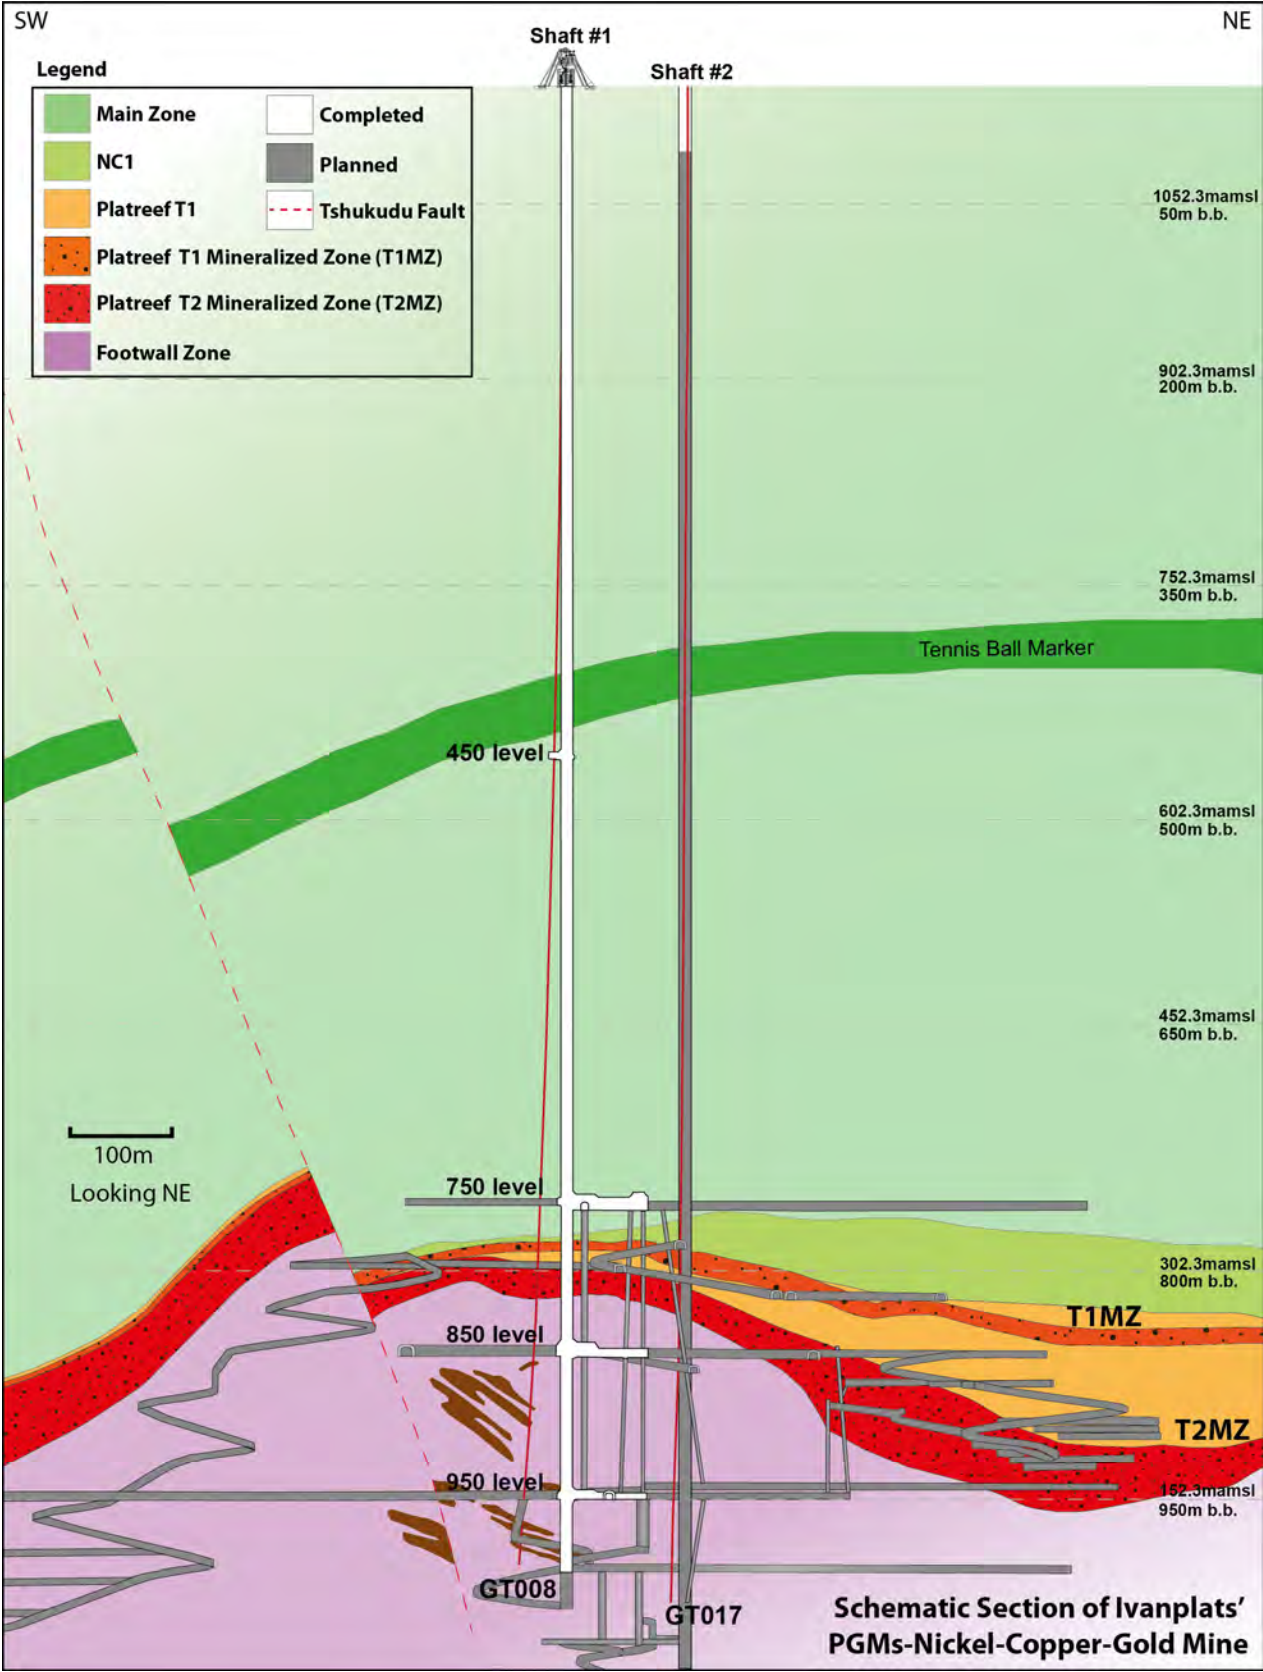 SW
NE
Shaft #1
Shaft #2
Legend
Main Zone
Completed
NC1
Planned
Platreef T1
Tshukudu Fault
Platreef T1 Mineralized Zone (T1MZ)
Platreef T2 Mineralized Zone (T2MZ)
Footwall Zone
1052.3mamsl
50m b.b.
902.3mamsl
200m b.b.
752.3mamsl
350m b.b.
Tennis Ball Marker
450 level
602.3mamsl
500m b.b.
452.3mamsl
650m b.b.
100m
Looking NE
750 level
302.3mamsl
800m b.b.
T1MZ
850 level
T2MZ
950 level
152.3mamsl
950m b.b.
GT008
GT017
Schematic Section of Ivanplats'
PGMs-Nickel-Copper-Gold Mine